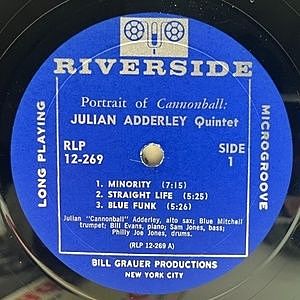 RIVERSIDE
Portrait of Cannonball:
JULIAN ADDERLEY Quintet
RLP
12-269
SIDE
1
LONG PLAYING
MICROGROOVE
1. MINORITY (7:15)
2. STRAIGHT LIFE (5:25)
3. BLUE FUNK (5:26)
Julian "Cannonball" Adderley, alto sax; Blue Mitchell
trumpet; Bill Evans, piano; Sam Jones, bass;
Philly Joe Jones, drums.
(RLP 12-269 A)
BILL GRAUER PRODUCTIONS
NEW YORK CITY